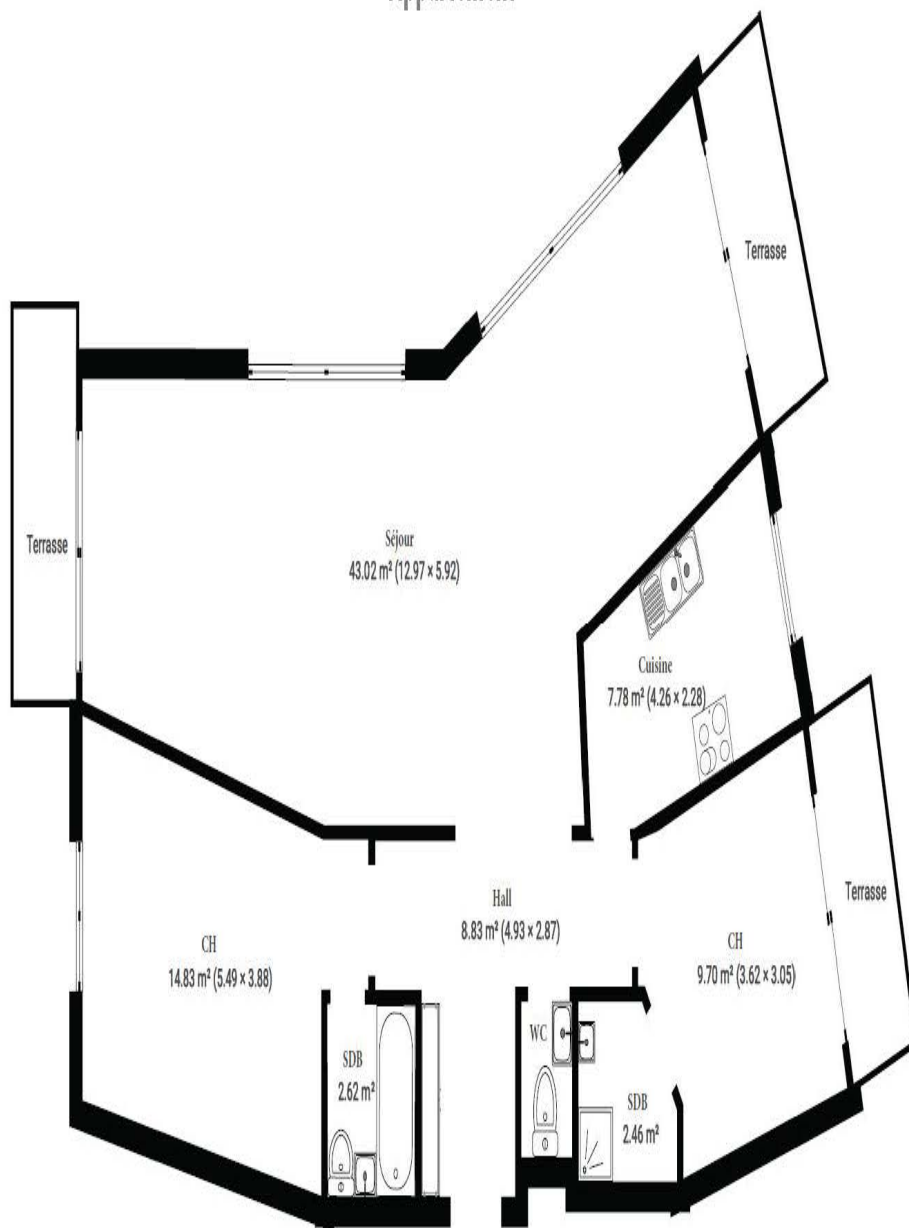 Terrasse
Terrasse
Séjour
43.02 m² (12.97 × 5.92)
Cuisine
7.78 m² (4.26 × 2.28)
Terrasse
Hall
8.83 m² (4.93 × 2.87)
CH
14.83 m² (5.49 × 3.88)
CH
9.70 m² (3.62 × 3.05)
WC
SDB
2.62 m²
SDB
2.46 m²